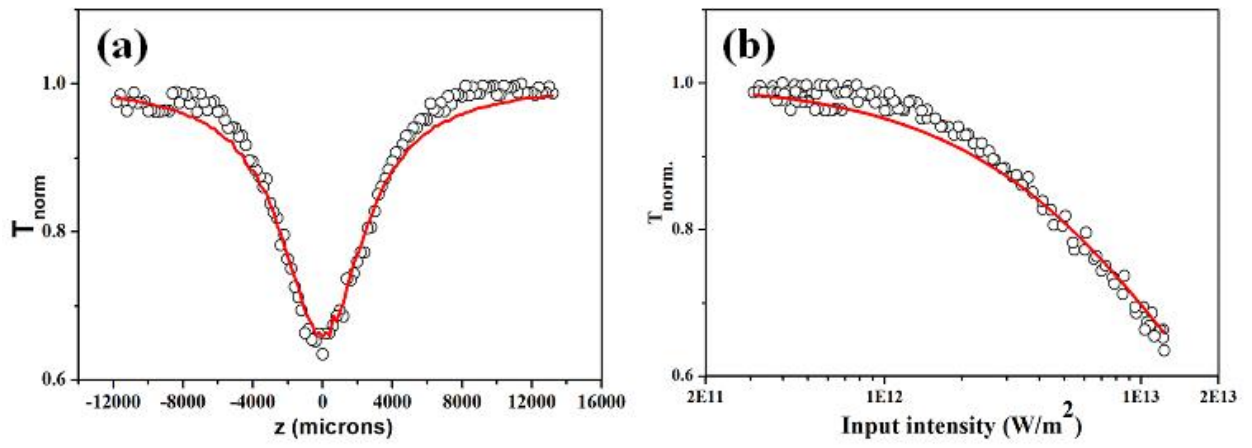 (a)
1.0
0.8
0.6
T norm
-12000 -8000 -4000 0 4000 8000 12000 16000
z (microns)
(b)
1.0
0.8
0.6
T norm.
2E11 1E12 1E13 2E13
Input intensity (W/m²)